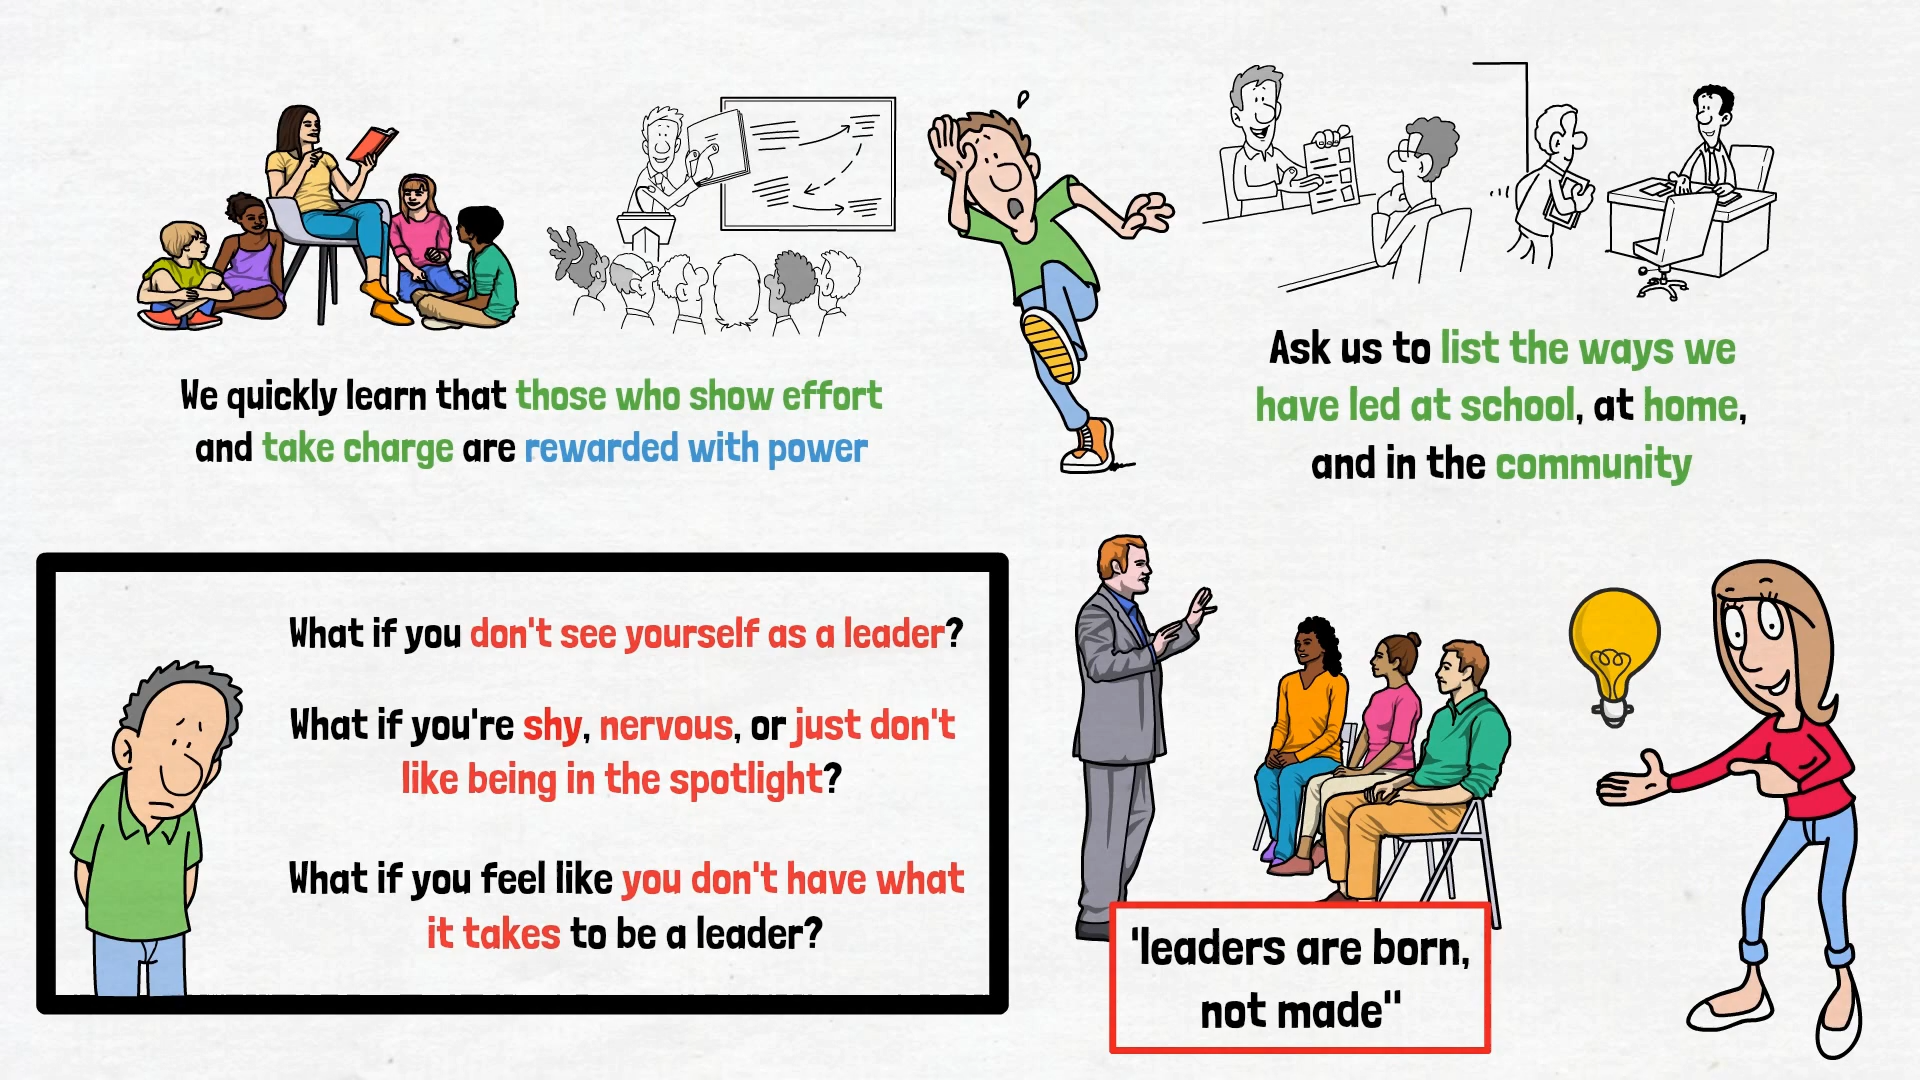 We quickly learn that those who show effort
and take charge are rewarded with power
Ask us to list the ways we
have led at school, at home,
and in the community
What if you don't see yourself as a leader?
What if you're shy, nervous, or just don't
like being in the spotlight?
What if you feel like you don't have what
it takes to be a leader?
'leaders are born,
not made"